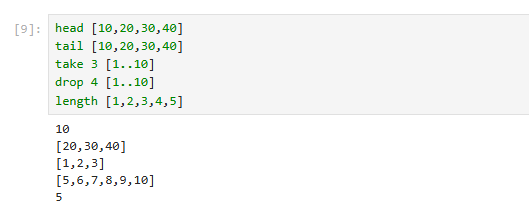 [9]: head [10,20,30,40]
tail [10,20,30,40]
take 3 [1..10]
drop 4 [1..10]
length [1,2,3,4,5]
10
[20,30,40]
[1,2,3]
[5,6,7,8,9,10]
5